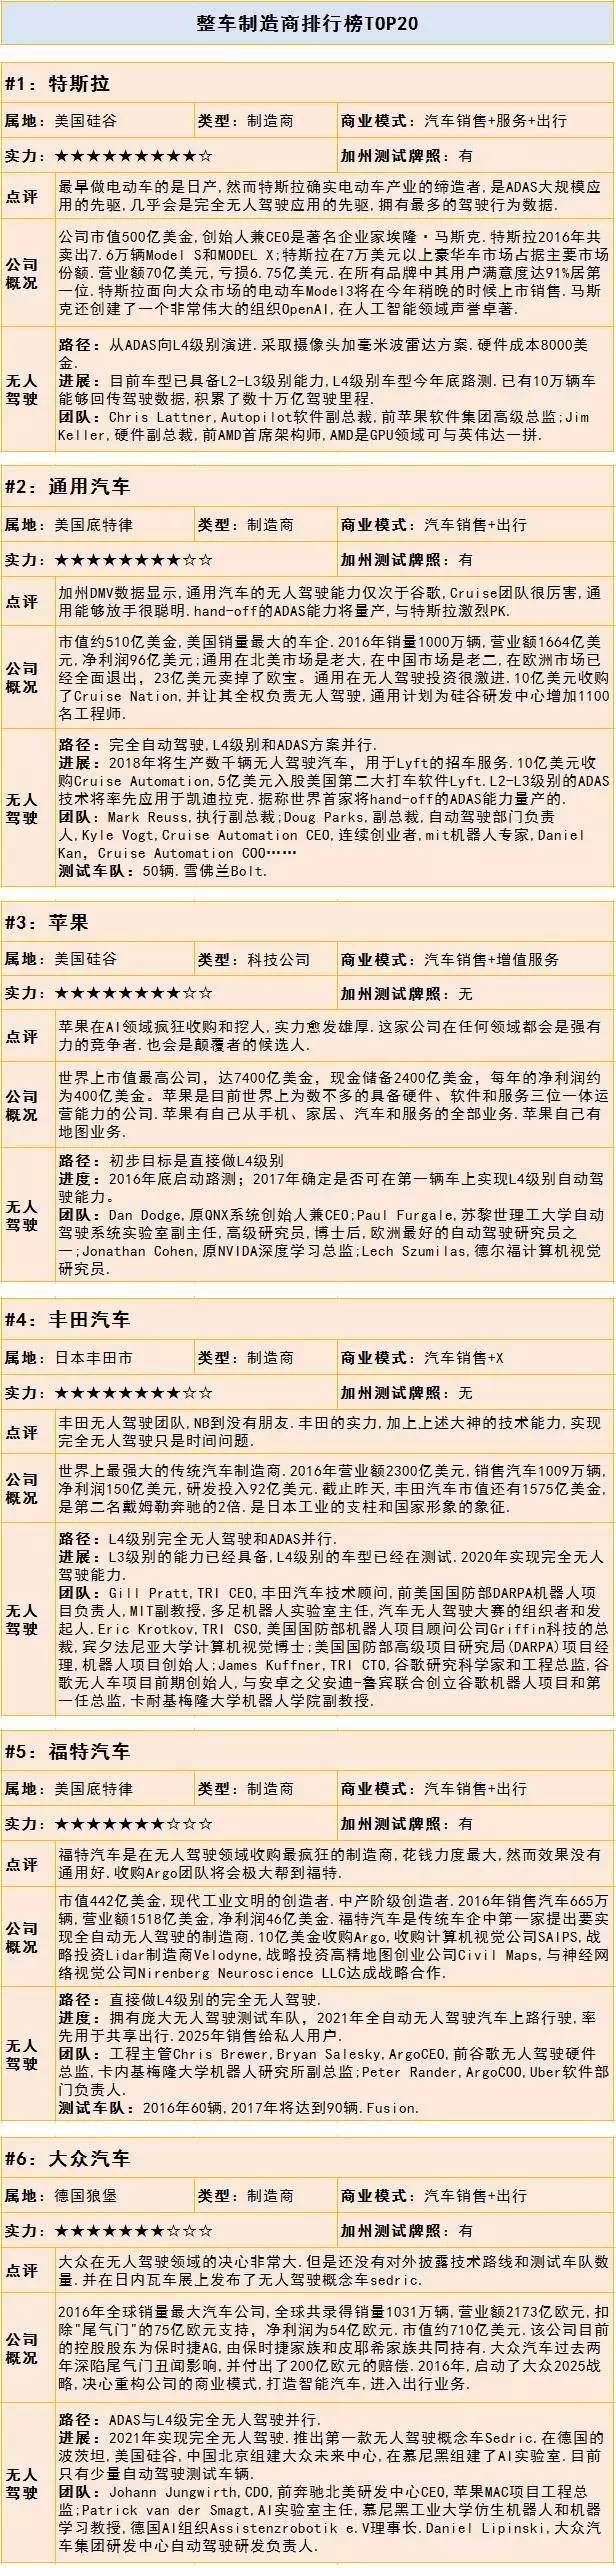 整车制造商排行榜TOP20
#1：特斯拉
属地：美国硅谷
类型：制造商
商业模式：汽车销售+服务+出行
实力：★★★★★★★★★☆
加州测试牌照：有
点评
最早做电动车的是日产,然而特斯拉确实电动车产业的缔造者,是ADAS大规模应
用的先驱,几乎会是完全无人驾驶应用的先驱,拥有最多的驾驶行为数据.
公司
概况
公司市值500亿美金,创始人兼CEO是著名企业家埃隆·马斯克.特斯拉2016年共
卖出7.6万辆Model S和MODEL X;特斯拉在7万美元以上豪华车市场占据主要市场
份额.营业额70亿美元,亏损6.75亿美元.在所有品牌中其用户满意度达91%居第
一位.特斯拉面向大众市场的电动车Model3将在今年稍晚的时候上市销售.马斯
克还创建了一个非常伟大的组织OpenAI,在人工智能领域声誉卓著.
无人
驾驶
路径：从ADAS向L4级别演进.采取摄像头加毫米波雷达方案.硬件成本8000美
金.
进展：目前车型已具备L2-L3级别能力,L4级别车型今年底路测.已有10万辆车
能够回传驾驶数据,积累了数十万亿驾驶里程.
团队：Chris Lattner,Autopilot软件副总裁,前苹果软件集团高级总监;Jim
Keller,硬件副总裁,前AMD首席架构师,AMD是GPU领域可与英伟达一拼.
#2：通用汽车
属地：美国底特律
类型：制造商
商业模式：汽车销售+出行
实力：★★★★★★★★☆☆
加州测试牌照：有
点评
加州DMV数据显示,通用汽车的无人驾驶能力仅次于谷歌,Cruise团队很厉害,通
用能够放手很聪明.hand-off的ADAS能力将量产,与特斯拉激烈PK.
公司
概况
市值约510亿美金,美国销量最大的车企.2016年销量1000万辆,营业额1664亿美
元,净利润96亿美元;通用在北美市场是老大,在中国市场是老二,在欧洲市场已
经全面退出，23亿美元卖掉了欧宝。通用在无人驾驶投资很激进.10亿美元收购
了Cruise Nation,并让其全权负责无人驾驶.通用计划为硅谷研发中心增加1100
名工程师.
无人
驾驶
路径：完全自动驾驶,L4级别和ADAS方案并行.
进展：2018年将生产数千辆无人驾驶汽车，用于Lyft的招车服务.10亿美元收
购Cruise Automation,5亿美元入股美国第二大打车软件Lyft.L2-L3级别的ADAS
技术将率先应用于凯迪拉克.据称世界首家将hand-off的ADAS能力量产的.
团队：Mark Reuss,执行副总裁;Doug Parks,副总裁,自动驾驶部门负责
人,Kyle Vogt,Cruise Automation CEO,连续创业者,mit机器人专家,Daniel
Kan，Cruise Automation COO……
测试车队：50辆.雪佛兰Bolt.
#3：苹果
属地：美国硅谷
类型：科技公司
商业模式：汽车销售+增值服务
实力：★★★★★★★★☆☆
加州测试牌照：无
点评
苹果在AI领域疯狂收购和挖人,实力愈发雄厚.这家公司在任何领域都会是强有
力的竞争者.也会是颠覆者的候选人.
公司
概况
世界上市值最高公司，达7400亿美金，现金储备2400亿美金，每年的净利润约
为400亿美金。苹果是目前世界上为数不多的具备硬件、软件和服务三位一体运
营能力的公司.苹果有自己从手机、家居、汽车和服务的全部业务.苹果自己有
地图业务.
无人
驾驶
路径：初步目标是直接做L4级别
进度：2016年底启动路测；2017年确定是否可在第一辆车上实现L4级别自动驾
驶能力。
团队：Dan Dodge,原QNX系统创始人兼CEO;Paul Furgale,苏黎世理工大学自动
驾驶系统实验室副主任,高级研究员,博士后,欧洲最好的自动驾驶研究员之
一;Jonathan Cohen,原NVIDA深度学习总监;Lech Szumilas,德尔福计算机视觉
研究员.
#4：丰田汽车
属地：日本丰田市
类型：制造商
商业模式：汽车销售+X
实力：★★★★★★★★☆☆
加州测试牌照：无
点评
丰田无人驾驶团队,NB到没有朋友.丰田的实力,加上上述大神的技术能力,实现
完全无人驾驶只是时间问题.
公司
概况
世界上最强大的传统汽车制造商.2016年营业额2300亿美元,销售汽车1009万辆,
净利润150亿美元,研发投入92亿美元.截止昨天,丰田汽车市值还有1575亿美金,
是第二名戴姆勒奔驰的2倍.是日本工业的支柱和国家形象的象征.
无人
驾驶
路径：L4级别完全无人驾驶和ADAS并行.
进展：L3级别的能力已经具备,L4级别的车型已经在测试.2020年实现完全无人
驾驶能力.
团队：Gill Pratt,TRI CEO,丰田汽车技术顾问,前美国国防部DARPA机器人项
目负责人,MIT副教授,多足机器人实验室主任,汽车无人驾驶大赛的组织者和发
起人.Eric Krotkov,TRI CSO,美国国防部机器人项目顾问公司Griffin科技的总
裁,宾夕法尼亚大学计算机视觉博士;美国国防部高级项目研究局(DARPA)项目经
理,机器人项目创始人;James Kuffner,TRI CTO,谷歌研究科学家和工程总监,谷
歌无人车项目前期创始人,与安卓之父安迪-鲁宾联合创立谷歌机器人项目和第
一任总监,卡耐基梅隆大学机器人学院副教授.
#5：福特汽车
属地：美国底特律
类型：制造商
商业模式：汽车销售+出行
实力：★★★★★★★☆☆☆
加州测试牌照：有
点评
福特汽车是在无人驾驶领域收购最疯狂的制造商,花钱力度最大,然而效果没有
通用好.收购Argo团队将会极大帮到福特.
公司
概况
市值442亿美金,现代工业文明的创造者.中产阶级创造者.2016年销售汽车665万
辆,营业额1518亿美金,净利润46亿美金.福特汽车是传统车企中第一家提出要实
现全自动无人驾驶的制造商.10亿美金收购Argo,收购计算机视觉公司SAIPS,战
略投资Lidar制造商Velodyne,战略投资高精地图创业公司Civil Maps,与神经网
络视觉公司Nirenberg Neuroscience LLC达成战略合作.
无人
驾驶
路径：直接做L4级别的完全无人驾驶.
进度：拥有庞大无人驾驶测试车队，2021年全自动无人驾驶汽车上路行驶,率
先用于共享出行.2025年销售给私人用户.
团队：工程主管Chris Brewer,Bryan Salesky,ArgoCEO,前谷歌无人驾驶硬件
总监,卡内基梅隆大学机器人研究所副总监;Peter Rander,ArgoCOO,Uber软件部
门负责人.
测试车队：2016年60辆,2017年将达到90辆.Fusion.
#6：大众汽车
属地：德国狼堡
类型：制造商
商业模式：汽车销售+出行
实力：★★★★★★★☆☆☆
加州测试牌照：有
点评
大众在无人驾驶领域的决心非常大.但是还没有对外披露技术路线和测试车队数
量.并在日内瓦车展上发布了无人驾驶概念车sedric.
公司
概况
2016年全球销量最大汽车公司,全球共录得销量1031万辆,营业额2173亿欧元,扣
除"尾气门"的75亿欧元支持，净利润为54亿欧元.市值约710亿美元.该公司目前
的控股股东为保时捷AG,由保时捷家族和皮耶希家族共同持有.大众汽车过去两
年深陷尾气门丑闻影响,并付出了200亿欧元的赔偿.2016年,启动了大众2025战
略,决心重构公司的商业模式,打造智能汽车,进入出行业务.
无人
驾驶
路径：ADAS与L4级完全无人驾驶并行.
进展：2021年实现完全无人驾驶.推出第一款无人驾驶概念车Sedric.在德国的
波茨坦,美国硅谷,中国北京组建大众未来中心,在慕尼黑组建了AI实验室.目前
只有少量自动驾驶测试车辆.
团队：Johann Jungwirth,CDO,前奔驰北美研发中心CEO,苹果MAC项目工程总
监;Patrick van der Smagt,AI实验室主任,慕尼黑工业大学仿生机器人和机器
学习教授,德国AI组织Assistenzrobotik e.V理事长.Daniel Lipinski,大众汽
车集团研发中心自动驾驶研发负责人.